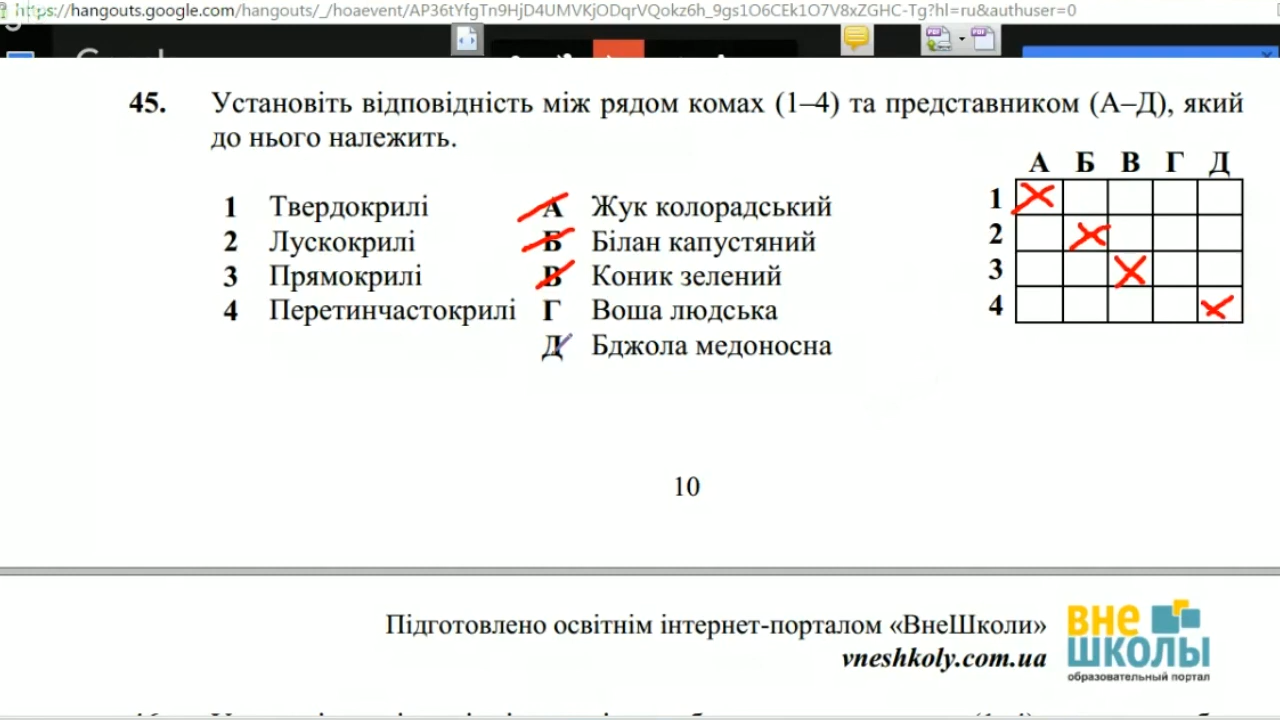 https://hangouts.google.com/hangouts/_/hoaevent/AP36tYfgTn9HjD4UMVKjODqrVQokz6h_9gs1O6CEk1O7V8xZGHC-Tg?hl=ru&authuser=0
45. Установіть відповідність між рядом комах (1–4) та представником (А–Д), який
до нього належить.
А Б В Г Д
1 Твердокрилі А Жук колорадський 1
2 Лускокрилі Б Білан капустяний 2
3 Прямокрилі В Коник зелений 3
4 Перетинчастокрилі Г Воша людська 4
Д Бджола медоносна
10
Підготовлено освітнім інтернет-порталом «ВнеШколи»
vneshkoly.com.ua
вне
школы
образовательный портал